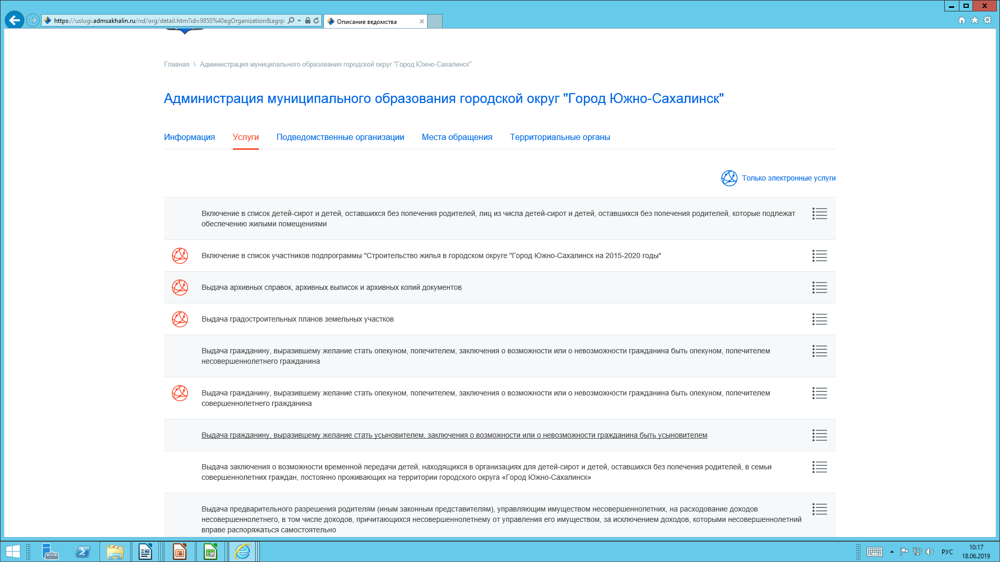 https://uslugi.admsakhalin.ru/nd/org/detail.htm?id=9850%40egOrganization&agrp:
Описание ведомства
Главная \ Администрация муниципального образования городской округ "Город Южно-Сахалинск"
Администрация муниципального образования городской округ "Город Южно-Сахалинск"
Информация Услуги Подведомственные организации Места обращения Территориальные органы
Только электронные услуги
Включение в список детей-сирот и детей, оставшихся без попечения родителей, лиц из числа детей-сирот и детей, оставшихся без попечения родителей, которые подлежат
обеспечению жилыми помещениями
Включение в список участников подпрограммы "Строительство жилья в городском округе "Город Южно-Сахалинск на 2015-2020 годы"
Выдача архивных справок, архивных выписок и архивных копий документов
Выдача градостроительных планов земельных участков
Выдача гражданину, выразившему желание стать опекуном, попечителем, заключения о возможности или о невозможности гражданина быть опекуном, попечителем
несовершеннолетнего гражданина
Выдача гражданину, выразившему желание стать опекуном, попечителем, заключения о возможности или о невозможности гражданина быть опекуном, попечителем
совершеннолетнего гражданина
Выдача гражданину, выразившему желание стать усыновителем, заключения о возможности или о невозможности гражданина быть усыновителем
Выдача заключения о возможности временной передачи детей, находящихся в организациях для детей-сирот и детей, оставшихся без попечения родителей, в семьи
совершеннолетних граждан, постоянно проживающих на территории городского округа «Город Южно-Сахалинск»
Выдача предварительного разрешения родителям (иным законным представителям), управляющим имуществом несовершеннолетних, на расходование доходов
несовершеннолетнего, в том числе доходов, причитающихся несовершеннолетнему от управления его имуществом, за исключением доходов, которыми несовершеннолетний
вправе распоряжаться самостоятельно
РУС
10:17
18.06.2019